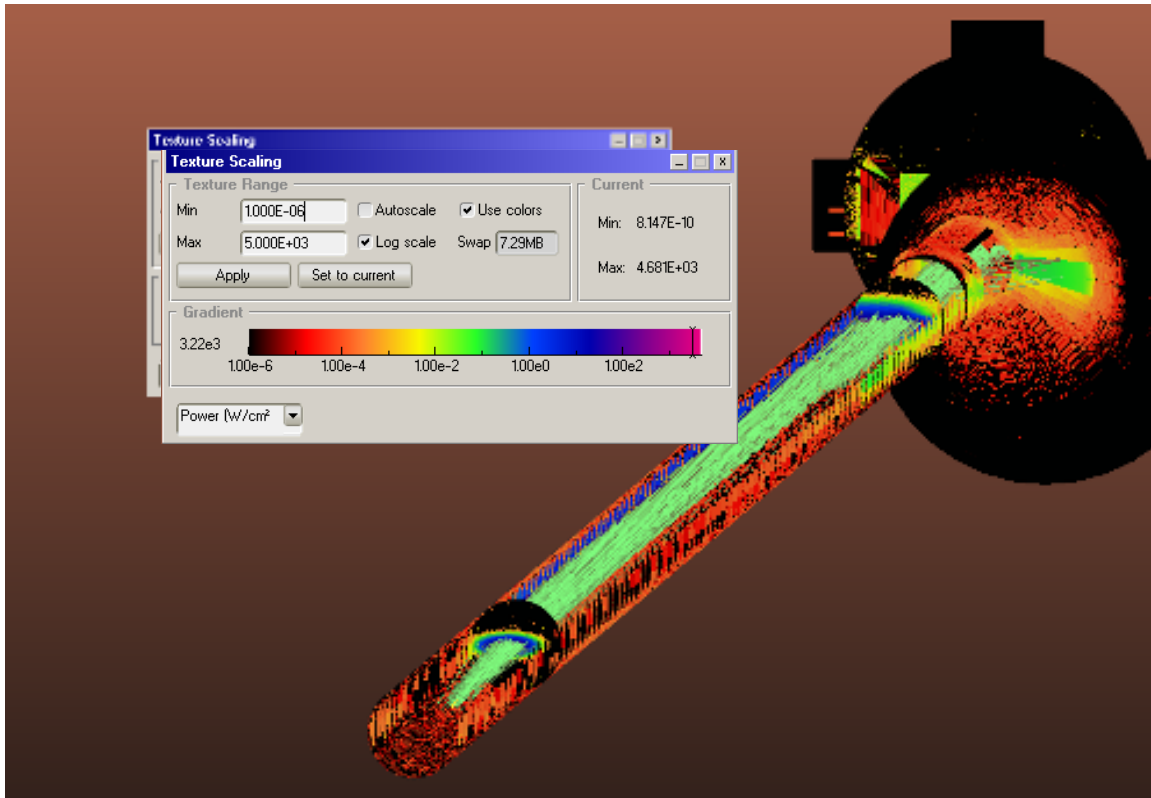 Texture Scaling
Texture Scaling
Texture Range
Min 1.000E-06 Autoscale Use colors
Max 5.000E+03 Log scale Swap 7.29MB
Apply Set to current
Current
Min: 8.147E-10
Max: 4.681E+03
Gradient
3.22e3
1.00e-6 1.00e-4 1.00e-2 1.00e0 1.00e2
Power (W/cm²